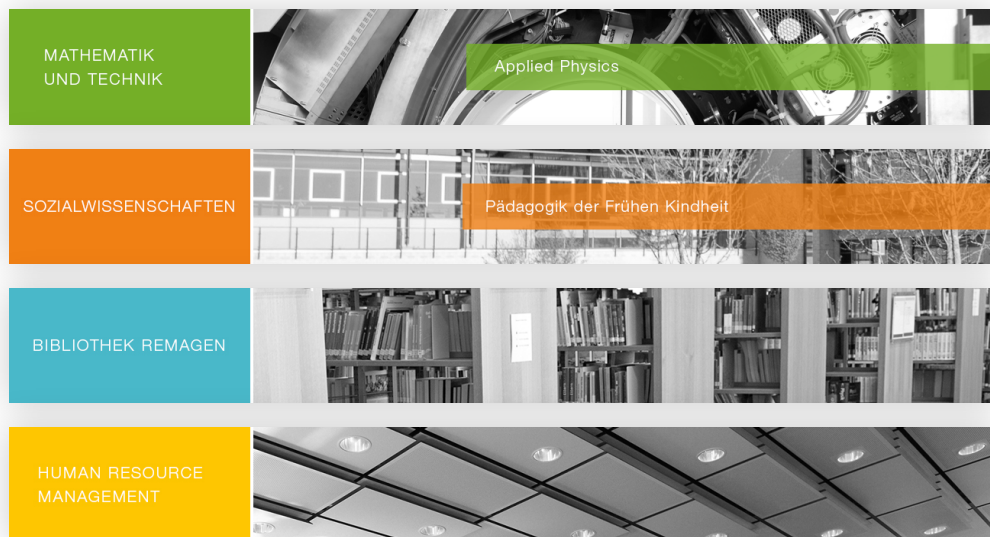 MATHEMATIK
UND TECHNIK
Applied Physics
SOZIALWISSENSCHAFTEN
Pädagogik der Frühen Kindheit
BIBLIOTHEK REMAGEN
HUMAN RESOURCE
MANAGEMENT